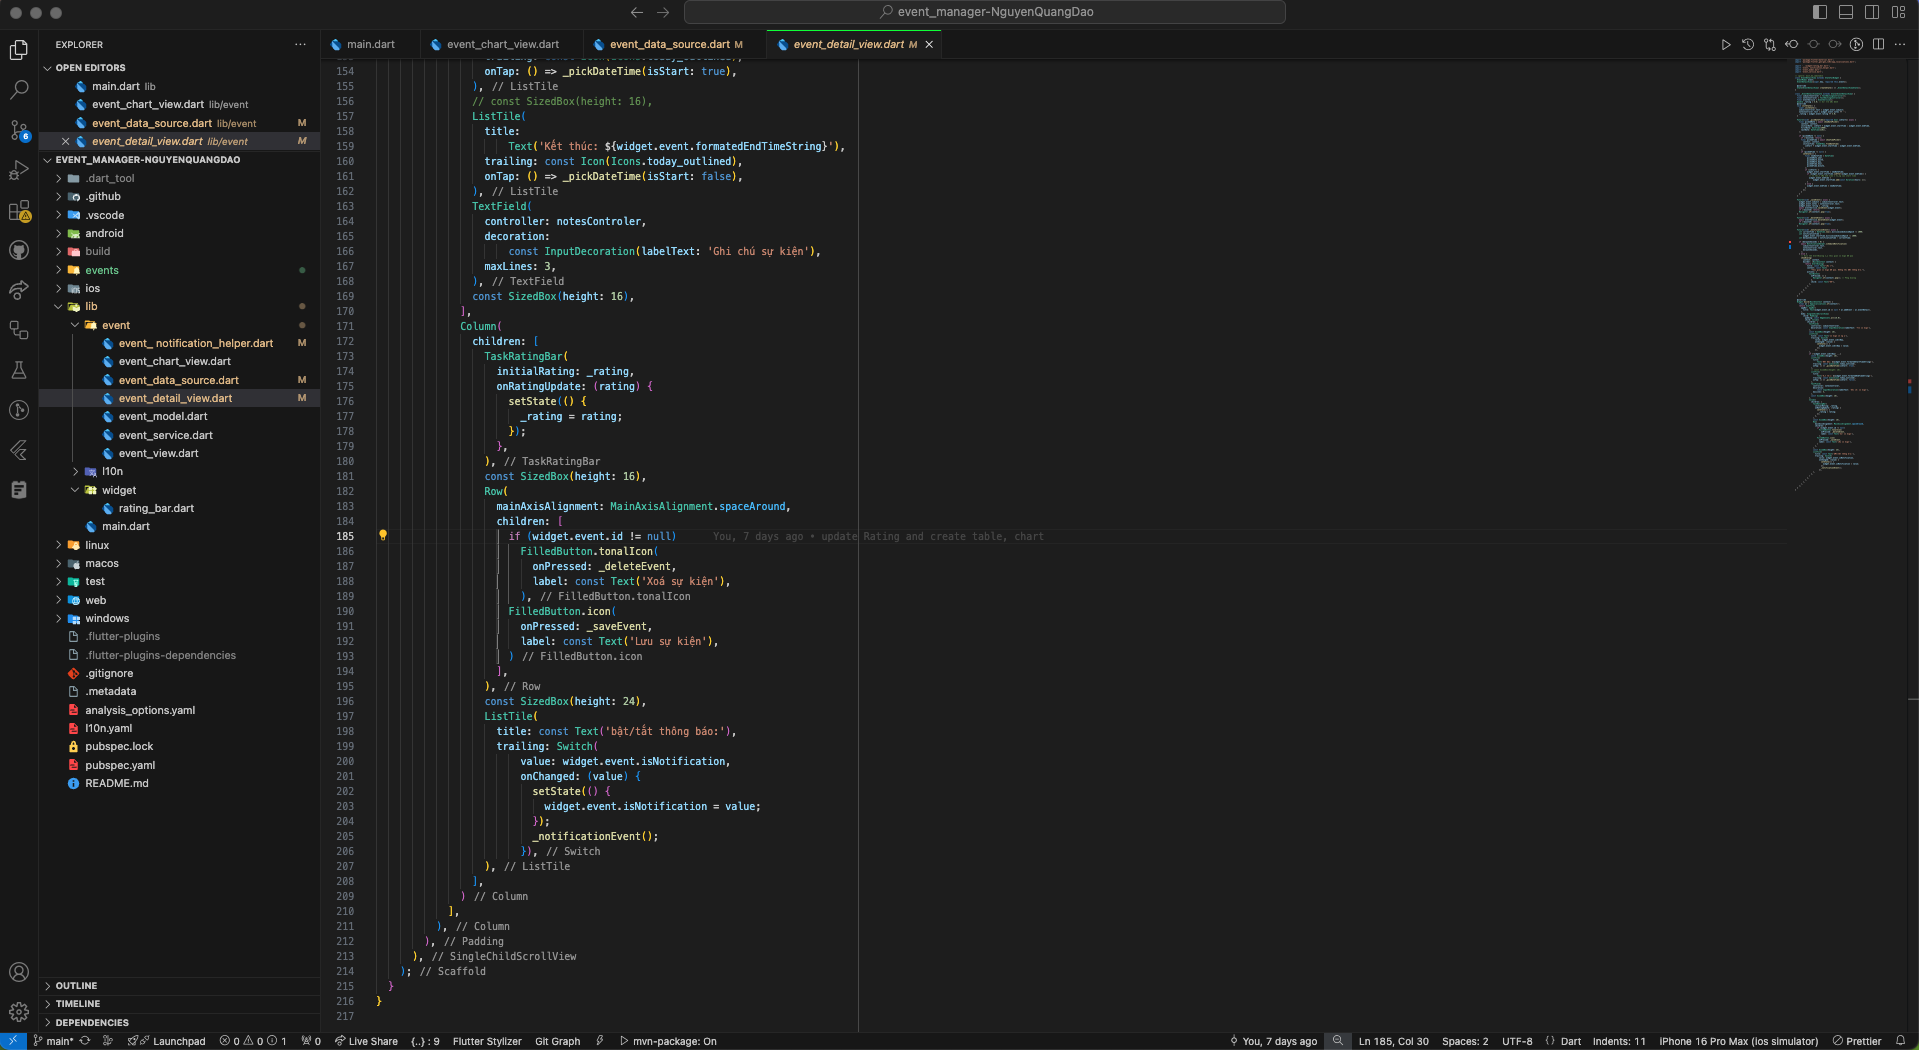 event_manager-NguyenQuangDao
EXPLORER
OPEN EDITORS
main.dart lib
event_chart_view.dart lib/event
event_data_source.dart lib/event M
event_detail_view.dart lib/event M
EVENT_MANAGER-NGUYENQUANGDAO
.dart_tool
.github
.vscode
android
build
events
ios
lib
event
event_ notification_helper.dart M
event_chart_view.dart
event_data_source.dart M
event_detail_view.dart M
event_model.dart
event_service.dart
event_view.dart
l10n
widget
rating_bar.dart
main.dart
linux
macos
test
web
windows
.flutter-plugins
.flutter-plugins-dependencies
.gitignore
.metadata
analysis_options.yaml
l10n.yaml
pubspec.lock
pubspec.yaml
README.md
OUTLINE
TIMELINE
DEPENDENCIES
6
main.dart event_chart_view.dart event_data_source.dart M event_detail_view.dart M
154 onTap: () => _pickDateTime(isStart: true),
155 ), // ListTile
156 // const SizedBox(height: 16),
157 ListTile(
158 title:
159 Text('Kết thúc: ${widget.event.formatedEndTimeString}'),
160 trailing: const Icon(Icons.today_outlined),
161 onTap: () => _pickDateTime(isStart: false),
162 ), // ListTile
163 TextField(
164 controller: notesControler,
165 decoration:
166 const InputDecoration(labelText: 'Ghi chú sự kiện'),
167 maxLines: 3,
168 ), // TextField
169 const SizedBox(height: 16),
170 ],
171 Column(
172 children: [
173 TaskRatingBar(
174 initialRating: _rating,
175 onRatingUpdate: (rating) {
176 setState(() {
177 _rating = rating;
178 });
179 },
180 ), // TaskRatingBar
181 const SizedBox(height: 16),
182 Row(
183 mainAxisAlignment: MainAxisAlignment.spaceAround,
184 children: [
185 if (widget.event.id != null) You, 7 days ago • update Rating and create table, chart
186 FilledButton.tonalIcon(
187 onPressed: _deleteEvent,
188 label: const Text('Xoá sự kiện'),
189 ), // FilledButton.tonalIcon
190 FilledButton.icon(
191 onPressed: _saveEvent,
192 label: const Text('Lưu sự kiện'),
193 ) // FilledButton.icon
194 ],
195 ), // Row
196 const SizedBox(height: 24),
197 ListTile(
198 title: const Text('bật/tắt thông báo:'),
199 trailing: Switch(
200 value: widget.event.isNotification,
201 onChanged: (value) {
202 setState(() {
203 widget.event.isNotification = value;
204 });
205 _notificationEvent();
206 }), // Switch
207 ), // ListTile
208 ],
209 ) // Column
210 ],
211 ), // Column
212 ), // Padding
213 ), // SingleChildScrollView
214 ); // Scaffold
215 }
216 }
217
main* Launchpad 0 0 1 0 Live Share {..} : 9 Flutter Stylizer Git Graph mvn-package: On You, 7 days ago Ln 185, Col 30 Spaces: 2 UTF-8 Dart Indents: 11 iPhone 16 Pro Max (ios simulator) Prettier